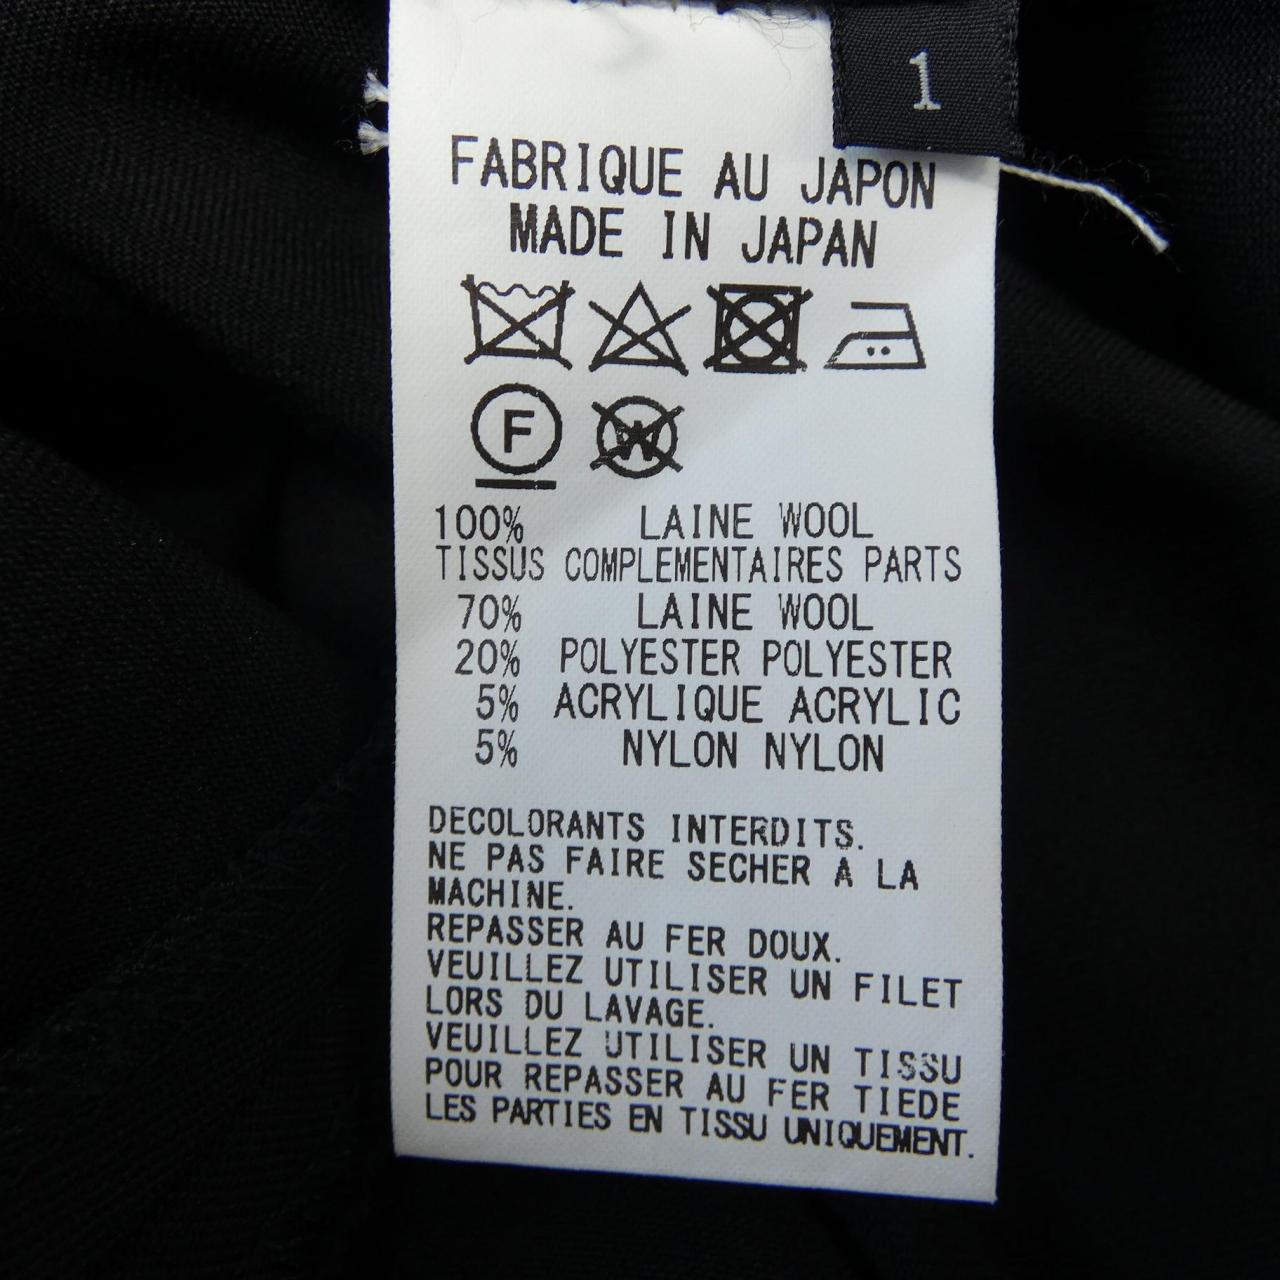 1
FABRIQUE AU JAPON
MADE IN JAPAN
F
W
100% LAINE WOOL
TISSUS COMPLEMENTAIRES PARTS
70% LAINE WOOL
20% POLYESTER POLYESTER
5% ACRYLIQUE ACRYLIC
5% NYLON NYLON
DECOLORANTS INTERDITS.
NE PAS FAIRE SECHER A LA
MACHINE.
REPASSER AU FER DOUX.
VEUILLEZ UTILISER UN FILET
LORS DU LAVAGE.
VEUILLEZ UTILISER UN TISSU
POUR REPASSER AU FER TIEDE
LES PARTIES EN TISSU UNIQUEMENT.